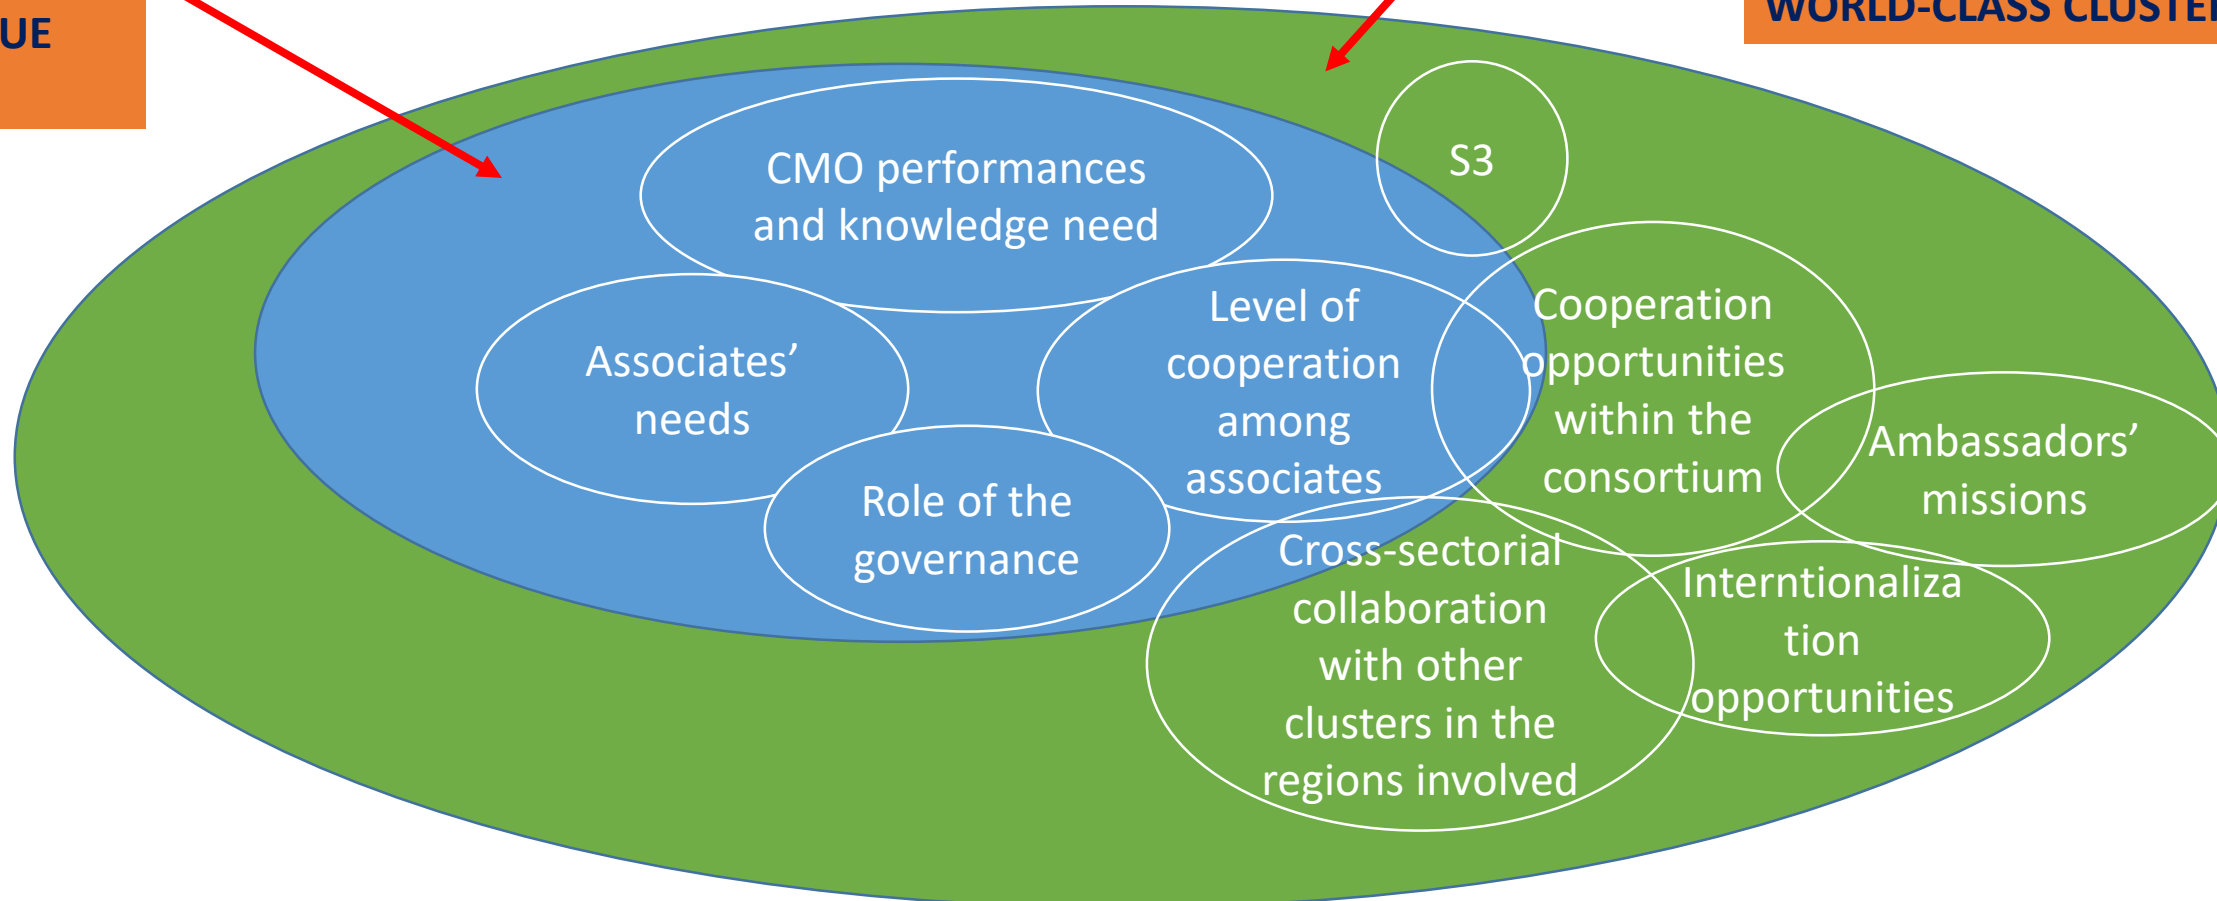 UE
WORLD-CLASS CLUSTER
CMO performances
and knowledge need
S3
Associates’
needs
Level of
cooperation
among
associates
Cooperation
opportunities
within the
consortium
Ambassadors’
missions
Role of the
governance
Cross-sectorial
collaboration
with other
clusters in the
regions involved
Interntionaliza
tion
opportunities